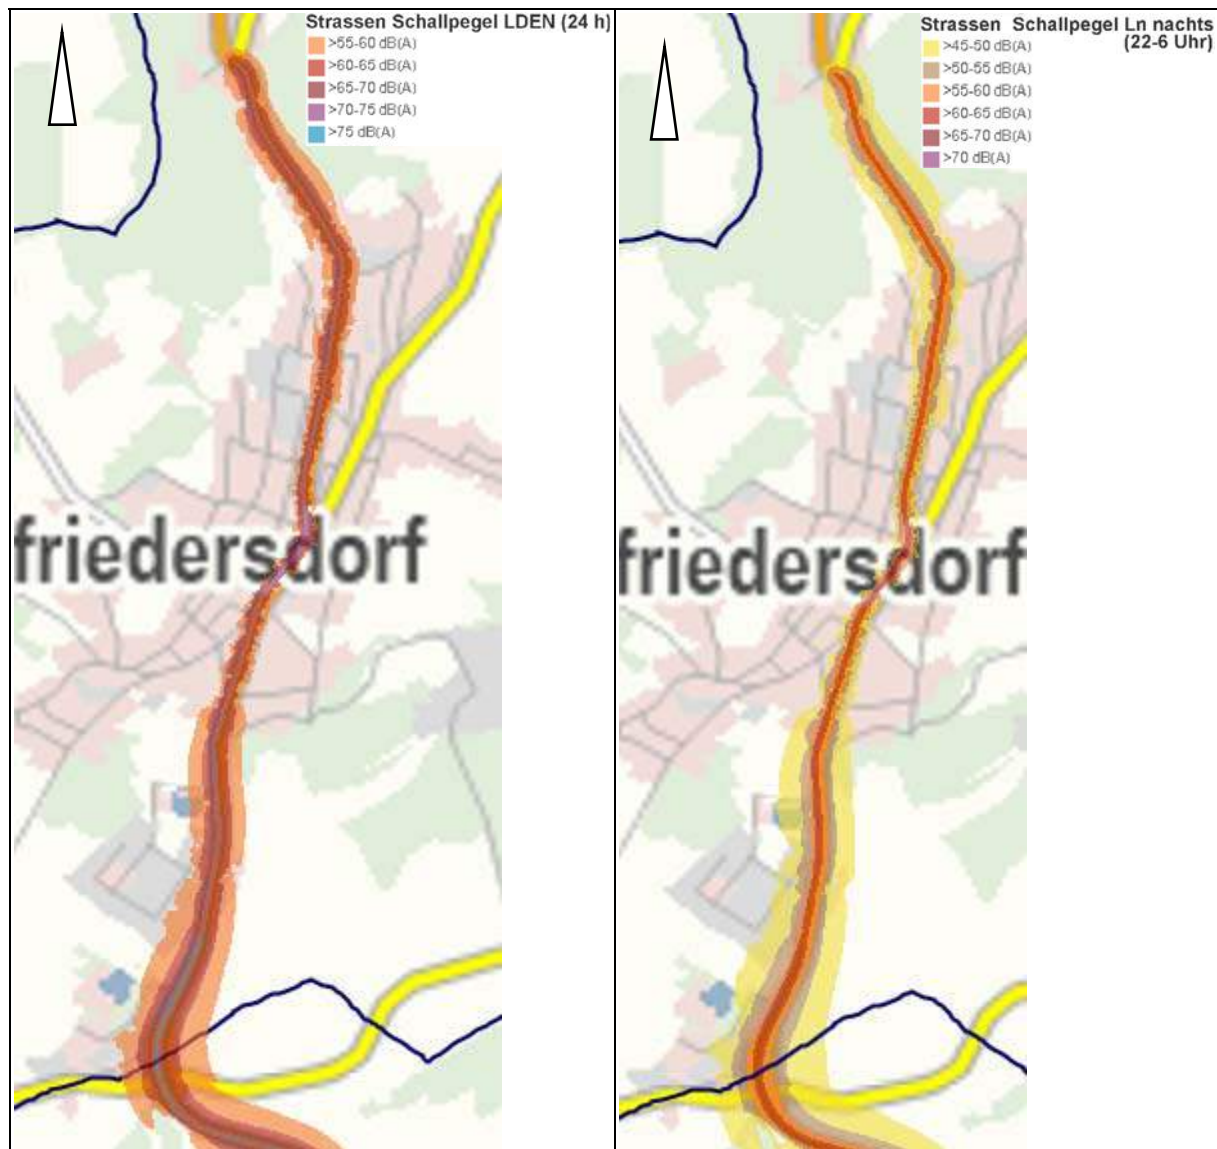 Strassen Schallpegel LDEN (24 h)
>55-60 dB(A)
>60-65 dB(A)
>65-70 dB(A)
>70-75 dB(A)
>75 dB(A)
friedersdorf
Strassen Schallpegel Ln nachts
(22-6 Uhr)
>45-50 dB(A)
>50-55 dB(A)
>55-60 dB(A)
>60-65 dB(A)
>65-70 dB(A)
>70 dB(A)
friedersdorf